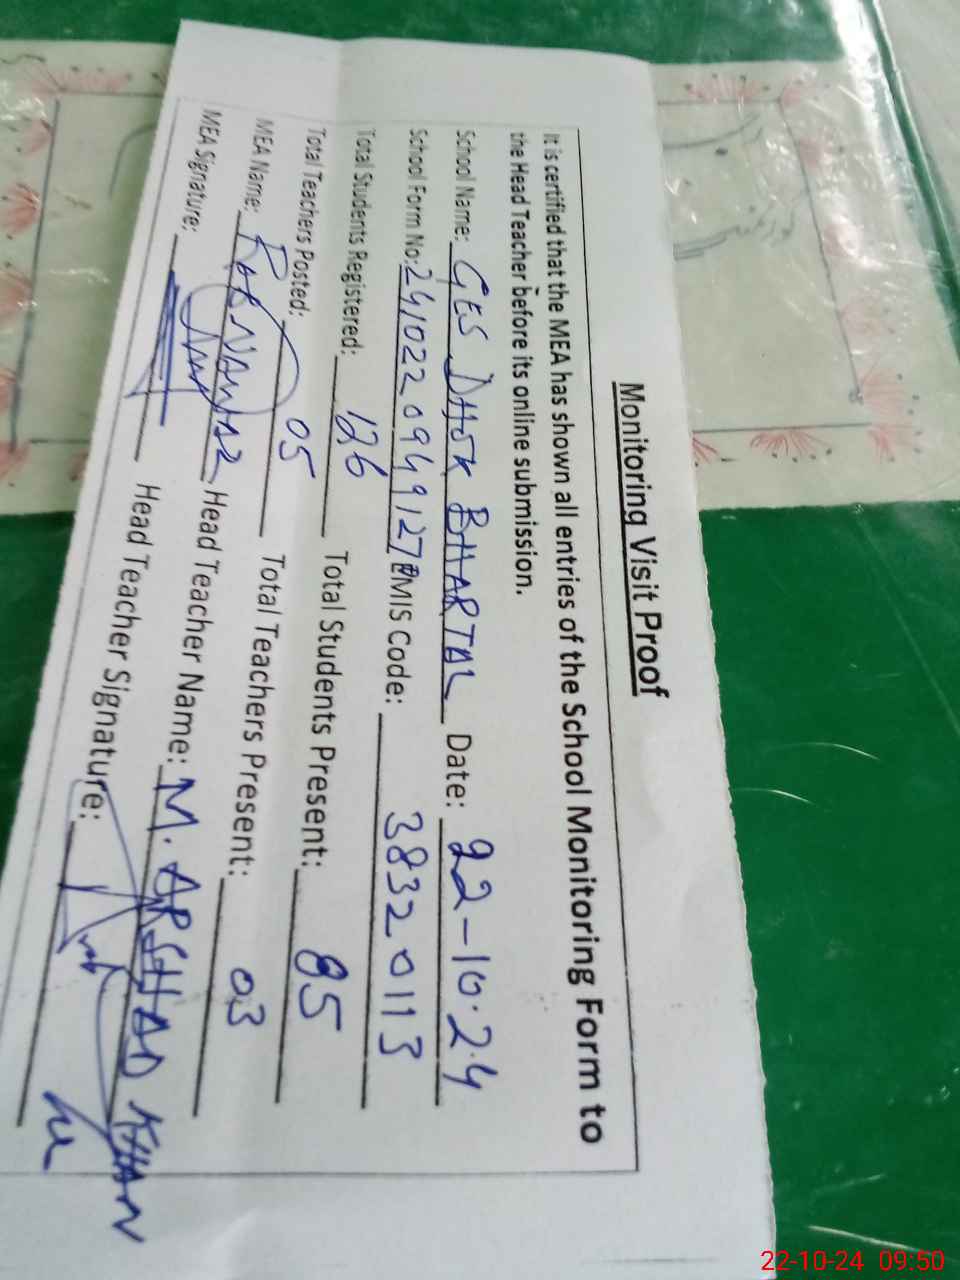 Monitoring Visit Proof
It is certified that the MEA has shown all entries of the School Monitoring Form to
the Head Teacher before its online submission.
School Name: GES DHOK BHARTAL Date: 22-10.24
School Form No: 2410220949127 EMIS Code: 38320113
Total Students Registered: 126 Total Students Present: 85
Total Teachers Posted: 05 Total Teachers Present: 03
MEA Name: Head Teacher Name: M. ARSHAD KHAN
MEA Signature: Head Teacher Signature:
22-10-24 09:50